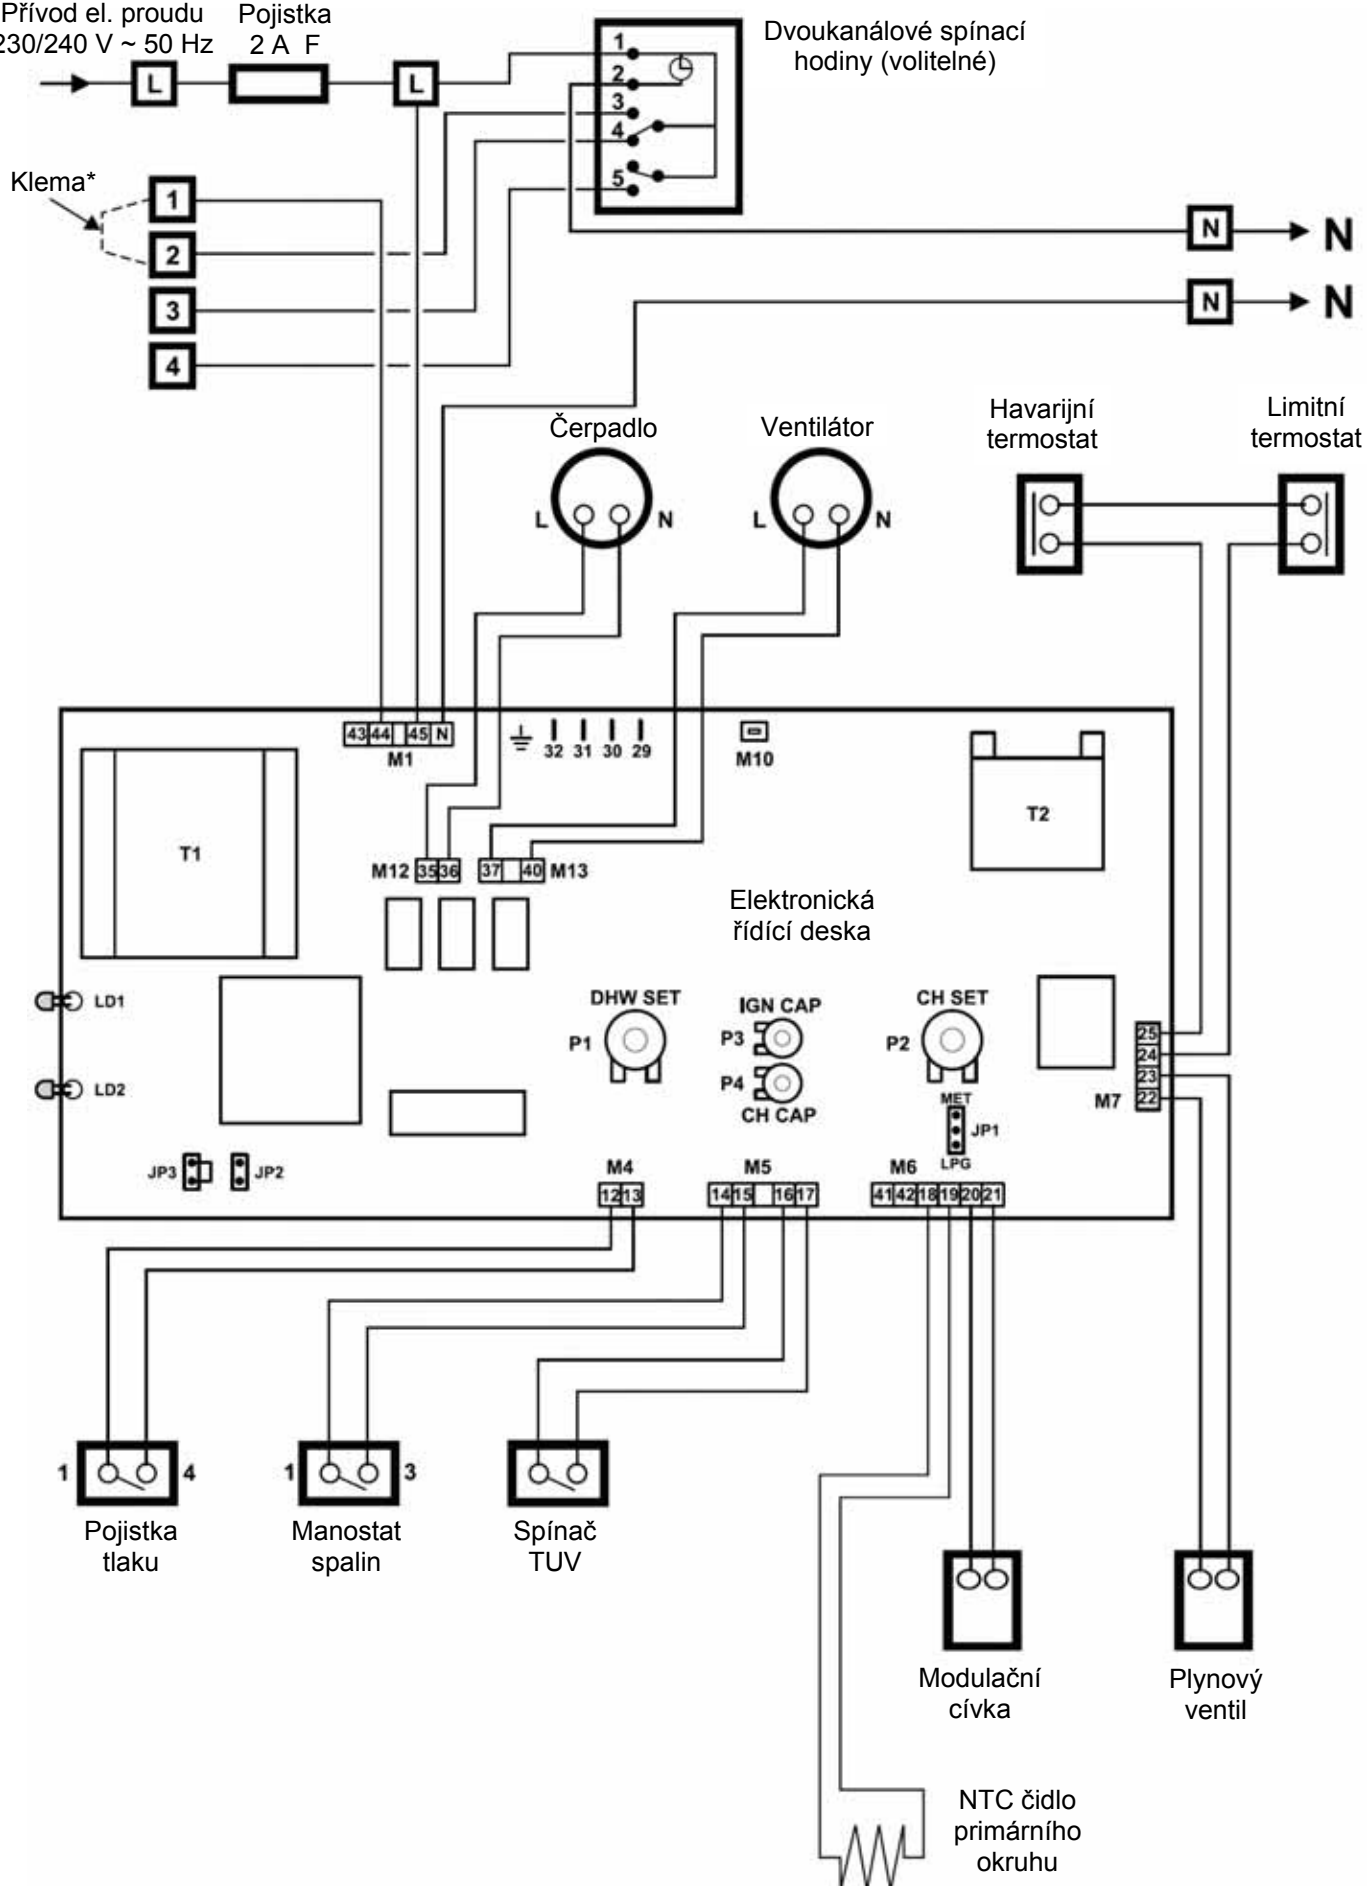 Přívod el. proudu
230/240 V ~ 50 Hz
Pojistka
2 A F
Dvoukanálové spínací
hodiny (volitelné)
L
L
1
2
3
4
5
Klema*
1
2
3
4
N
N
N
N
Čerpadlo
L
N
Ventilátor
L
N
Havarijní
termostat
Limitní
termostat
43 44 45 N
M1
32 31 30 29
M10
T1
T2
M12 35 36
37 40 M13
Elektronická
řídící deska
LD1
LD2
DHW SET
P1
IGN CAP
P3
P4
CH CAP
CH SET
P2
MET
JP1
LPG
25
24
23
22
M7
JP3
JP2
M4
12 13
M5
14 15 16 17
M6
41 42 18 19 20 21
1
4
Pojistka
tlaku
1
3
Manostat
spalin
Spínač
TUV
Modulační
cívka
Plynový
ventil
NTC čidlo
primárního
okruhu